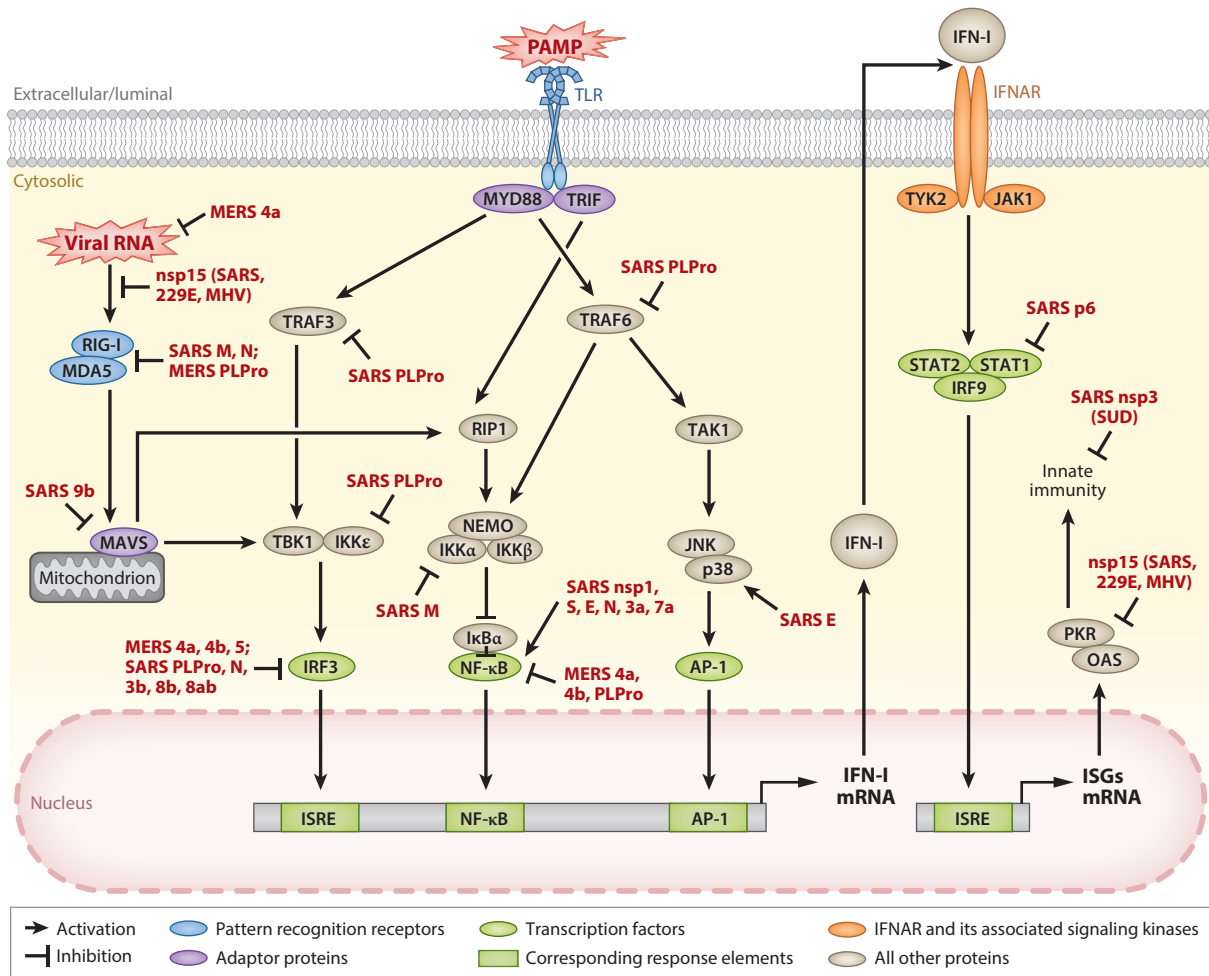 PAMP
TLR
IFN-I
IFNAR
Extracellular/luminal
Cytosolic
MYD88
TRIF
TYK2
JAK1
MERS 4a
Viral RNA
nsp15 (SARS,
229E, MHV)
SARS PLPro
TRAF3
TRAF6
SARS p6
RIG-I
MDA5
SARS M, N;
MERS PLPro
SARS PLPro
STAT2
STAT1
IRF9
SARS nsp3
(SUD)
RIP1
TAK1
Innate
immunity
SARS 9b
SARS PLPro
MAVS
Mitochondrion
TBK1
IKKε
NEMO
IKKα
IKKβ
JNK
p38
IFN-I
nsp15 (SARS,
229E, MHV)
SARS M
SARS nsp1,
S, E, N, 3a, 7a
SARS E
PKR
OAS
MERS 4a, 4b, 5;
SARS PLPro, N,
3b, 8b, 8ab
IRF3
IκBα
NF-κB
MERS 4a,
4b, PLPro
AP-1
Nucleus
IFN-I
mRNA
ISGs
mRNA
ISRE
NF-κB
AP-1
ISRE
Activation
Pattern recognition receptors
Transcription factors
IFNAR and its associated signaling kinases
Inhibition
Adaptor proteins
Corresponding response elements
All other proteins